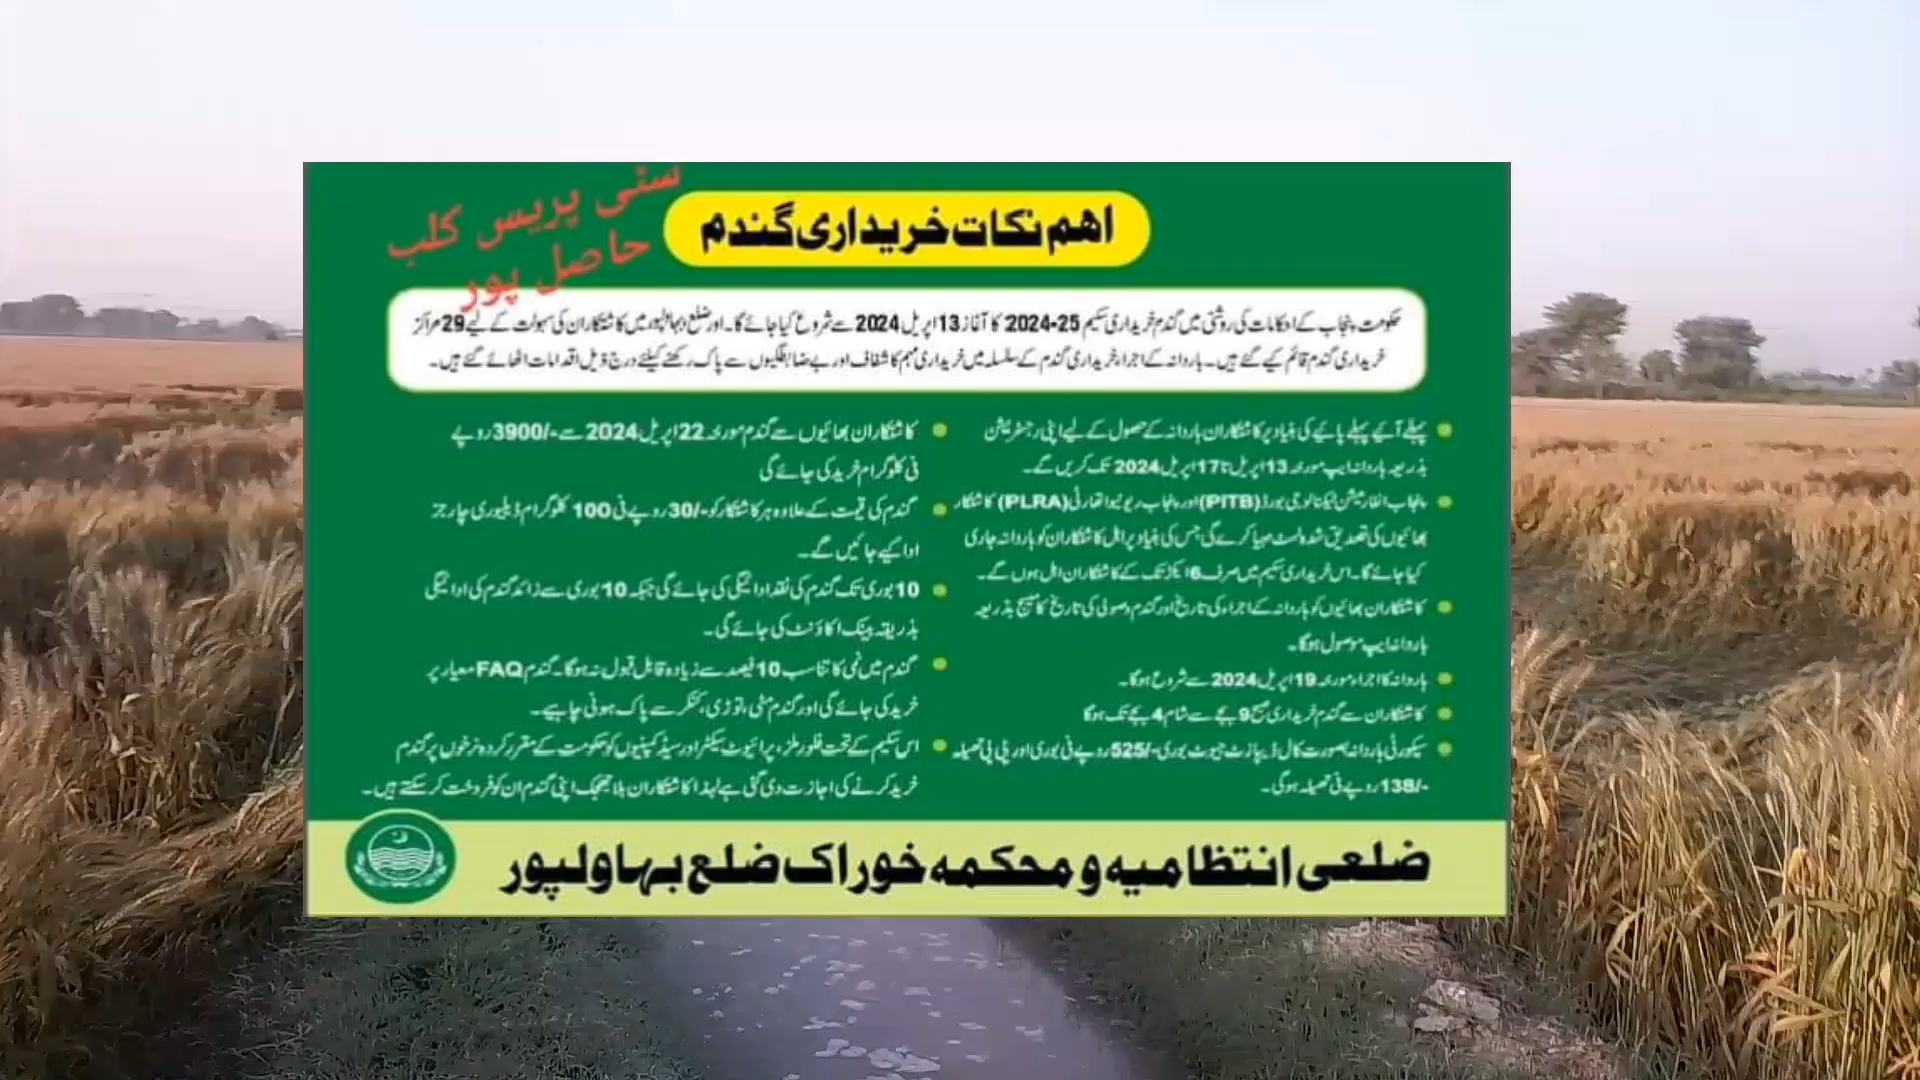 سٹی پریس کلب
حاصل پور
اہم نکات خریداری گندم
حکومت پنجاب کے احکامات کی روشنی میں گندم خریداری سکیم 25-2024 کا آغاز 13 اپریل 2024 سے شروع کیا جائے گا۔ اور ضلع بہاولپور میں کاشتکاران کی سہولت کے لیے 29 مراکز
خریداری گندم قائم کیے گئے ہیں۔ باردانہ کے اجراء خریداری گندم کے سلسلہ میں خریداری مہم کا شفاف اور بے ضابطگیوں سے پاک رکھنے کیلئے درج ذیل اقدامات اٹھائے گئے ہیں۔
پہلے آئیے پہلے پائیے کی بنیاد پر کاشتکاران باردانہ کے حصول کے لیے اپنی رجسٹریشن
بذریعہ باردانہ ایپ مورخہ 13 اپریل تا 17 اپریل 2024 تک کریں گے۔
پنجاب انفارمیشن ٹیکنالوجی بورڈ (PITB) اور پنجاب ریونیو اتھارٹی (PLRA) کاشتکار
بھائیوں کی تصدیق شدہ لسٹ مہیا کرے گی جس کی بنیاد پر اہل کاشتکاران کو باردانہ جاری
کیا جائے گا۔ اس خریداری سکیم میں صرف 6 ایکڑ تک کے کاشتکاران اہل ہوں گے۔
کاشتکاران بھائیوں کو باردانہ کے اجراء کی تاریخ اور گندم وصولی کی تاریخ کا میسج بذریعہ
باردانہ ایپ موصول ہوگا۔
باردانہ کا اجراء مورخہ 19 اپریل 2024 سے شروع ہوگا۔
کاشتکاران سے گندم خریداری صبح 9 بجے سے شام 4 بجے تک ہوگا
سیکورٹی باردانہ بصورت کال ڈیپازٹ جیوٹ بوری -/525 روپے فی بوری اور پی پی تھیلہ
-/138 روپے فی تھیلہ ہوگی۔
کاشتکاران بھائیوں سے گندم مورخہ 22 اپریل 2024 سے -/3900 روپے
فی کلوگرام خرید کی جائے گی
گندم کی قیمت کے علاوہ ہر کاشتکار کو -/30 روپے فی 100 کلوگرام ڈیلیوری چارجز
ادا کیے جائیں گے۔
10 بوری تک گندم کی نقد ادائیگی کی جائے گی جبکہ 10 بوری سے زائد گندم کی ادائیگی
بذریعہ بینک اکاؤنٹ کی جائے گی۔
گندم میں نمی کا تناسب 10 فیصد سے زیادہ قابل قبول نہ ہوگا۔ گندم FAQ معیار پر
خرید کی جائے گی اور گندم مٹی، توڑی، کنکر سے پاک ہونی چاہیے۔
اس سکیم کے تحت فلور ملز، پرائیوٹ سیکٹر اور سیڈ کمپنیوں کو حکومت کے مقرر کردہ نرخوں پر گندم
خرید کرنے کی اجازت دی گئی ہے لہذا کاشتکاران بلا جھجک اپنی گندم ان کو فروخت کر سکتے ہیں۔
ضلعی انتظامیہ و محکمہ خوراک ضلع بہاولپور